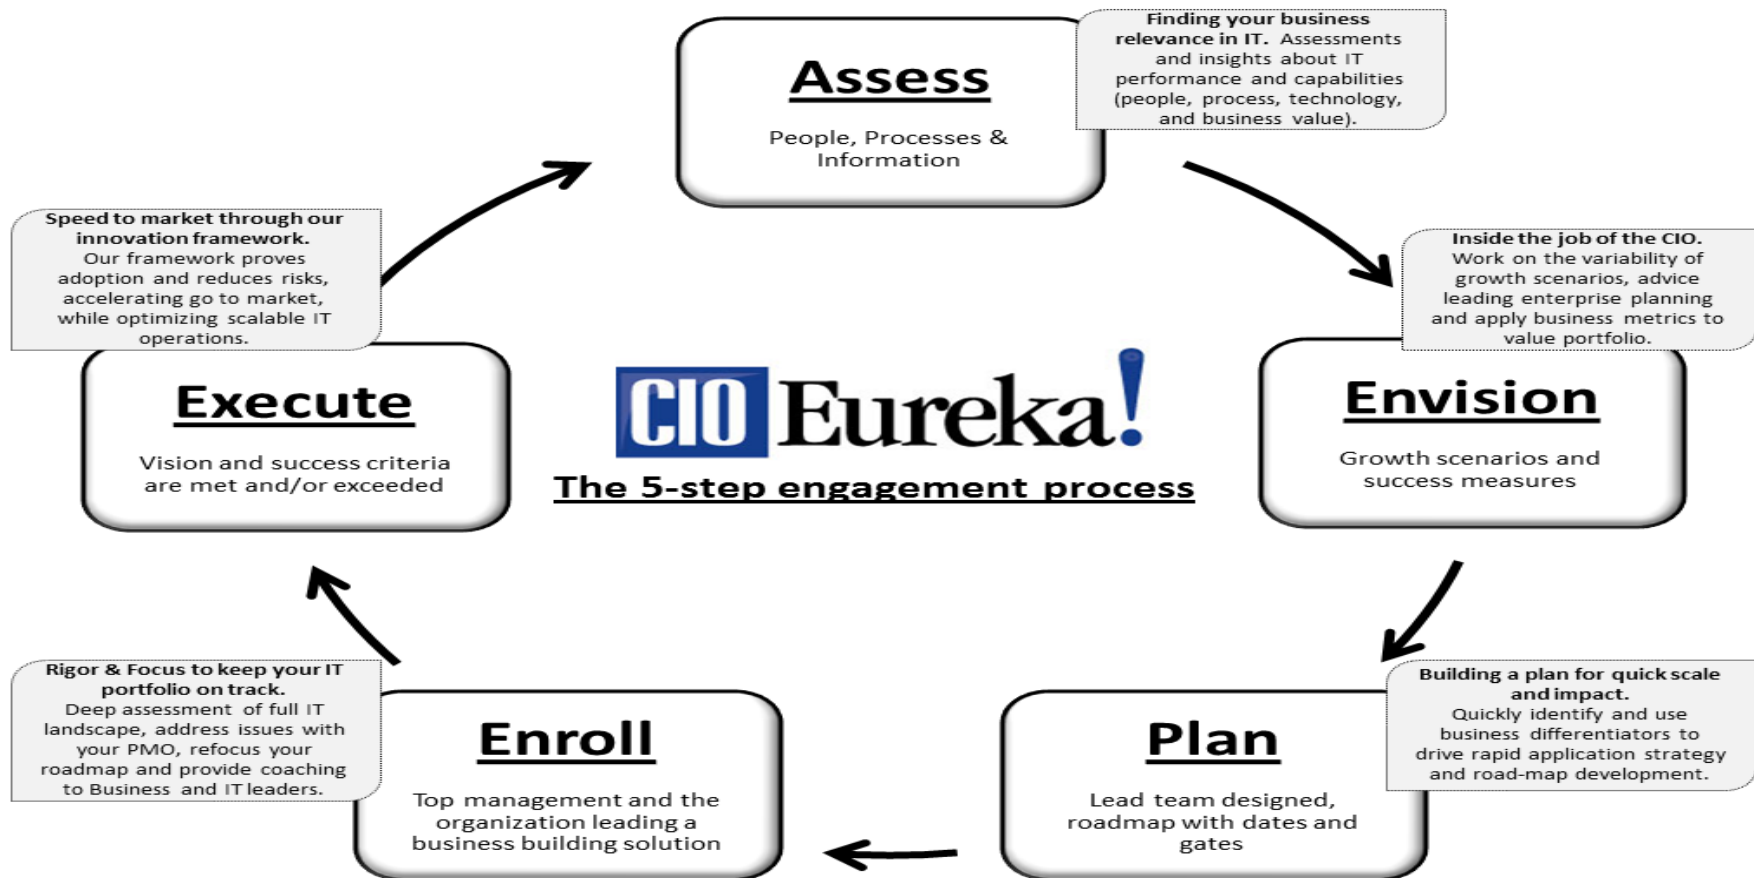 Assess
People, Processes &
Information
Finding your business
relevance in IT. Assessments
and insights about IT
performance and capabilities
(people, process, technology,
and business value).
Inside the job of the CIO.
Work on the variability of
growth scenarios, advice
leading enterprise planning
and apply business metrics to
value portfolio.
Envision
Growth scenarios and
success measures
Building a plan for quick scale
and impact.
Quickly identify and use
business differentiators to
drive rapid application strategy
and road-map development.
Plan
Lead team designed,
roadmap with dates and
gates
Rigor & Focus to keep your IT
portfolio on track.
Deep assessment of full IT
landscape, address issues with
your PMO, refocus your
roadmap and provide coaching
to Business and IT leaders.
Enroll
Top management and the
organization leading a
business building solution
Speed to market through our
innovation framework.
Our framework proves
adoption and reduces risks,
accelerating go to market,
while optimizing scalable IT
operations.
Execute
Vision and success criteria
are met and/or exceeded
CIO Eureka!
The 5-step engagement process